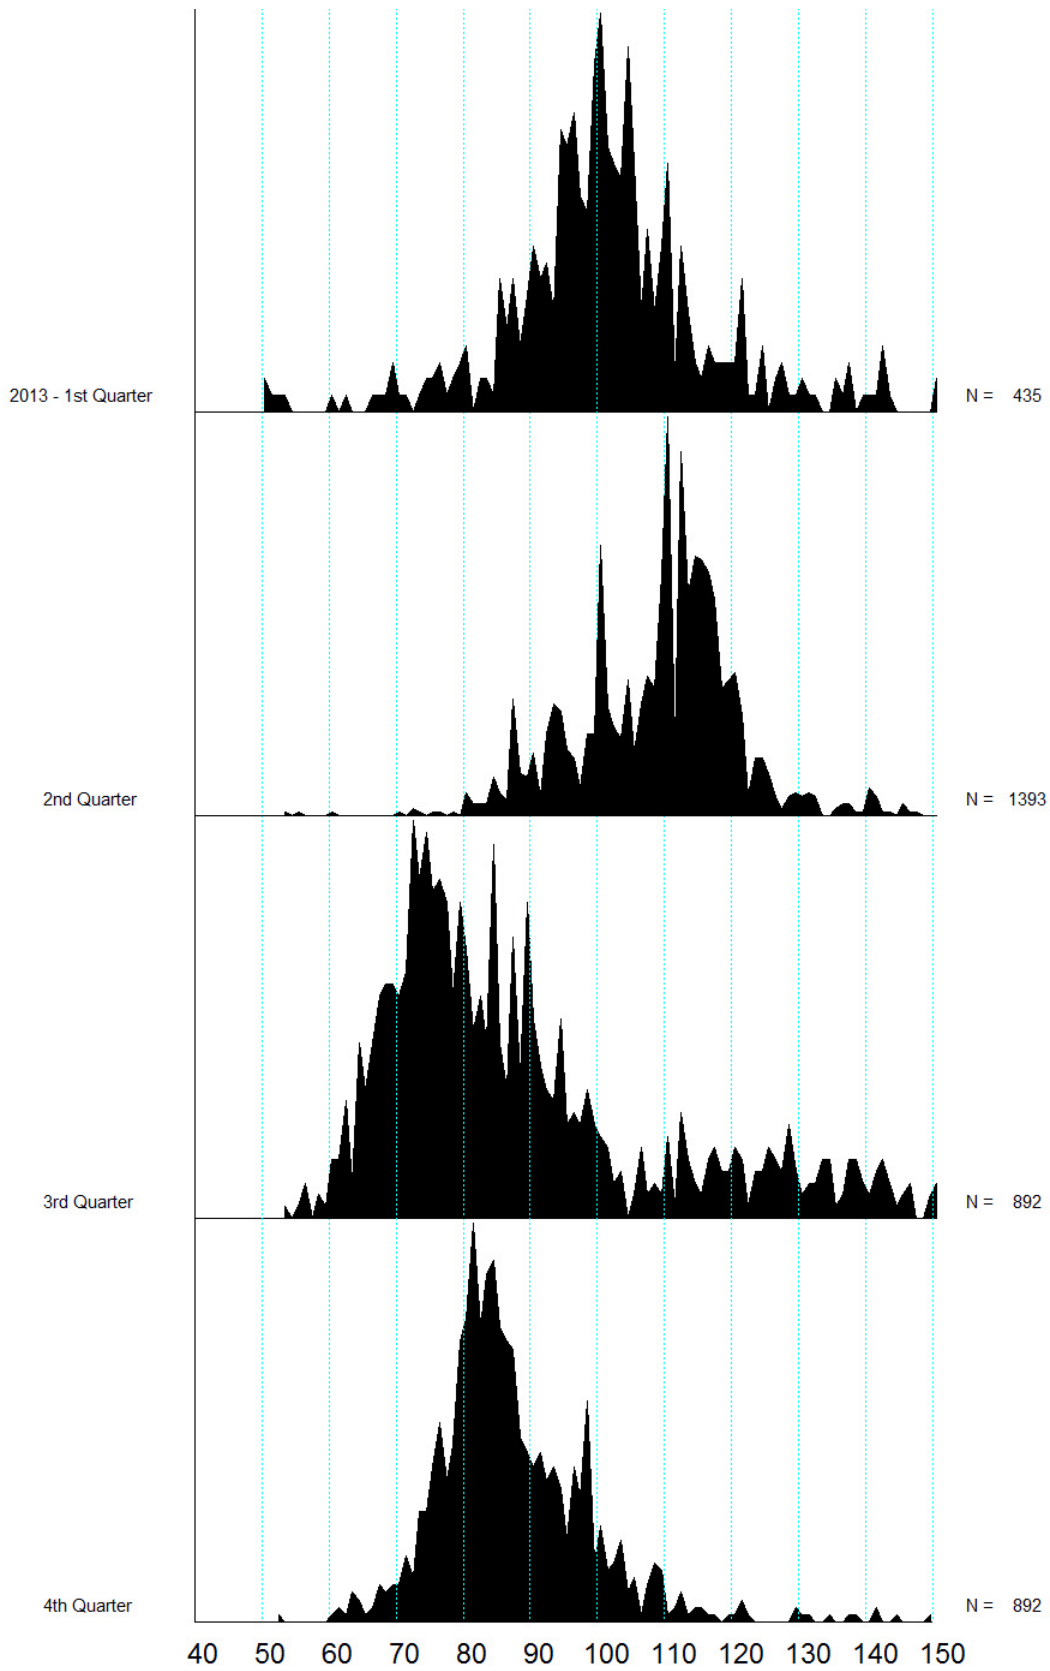 2013 - 1st Quarter N = 435
2nd Quarter N = 1393
3rd Quarter N = 892
4th Quarter N = 892
40 50 60 70 80 90 100 110 120 130 140 150